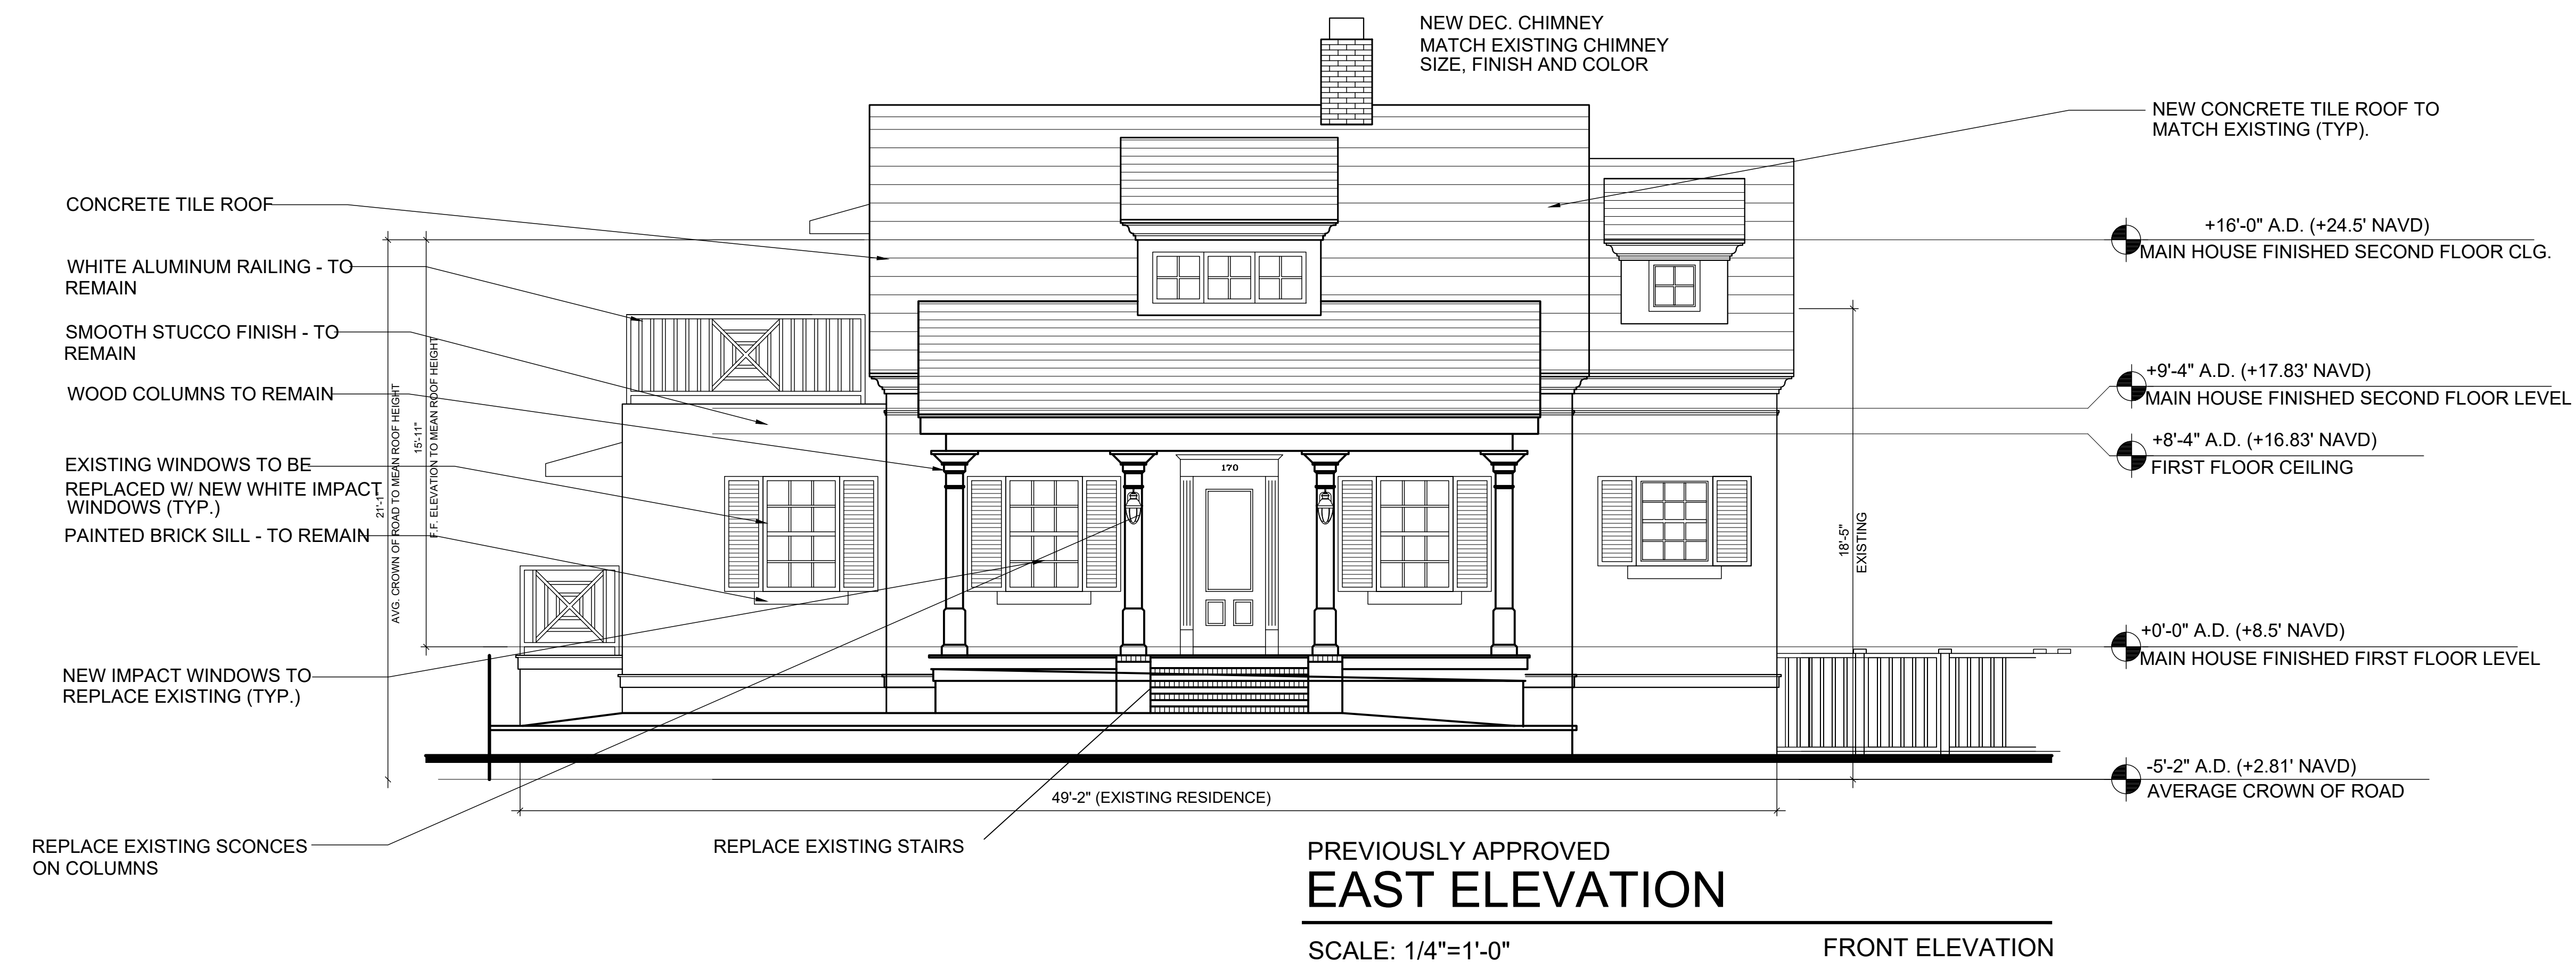 NEW DEC. CHIMNEY
MATCH EXISTING CHIMNEY
SIZE, FINISH AND COLOR
NEW CONCRETE TILE ROOF TO
MATCH EXISTING (TYP).
CONCRETE TILE ROOF
WHITE ALUMINUM RAILING - TO
REMAIN
SMOOTH STUCCO FINISH - TO
REMAIN
WOOD COLUMNS TO REMAIN
EXISTING WINDOWS TO BE
REPLACED W/ NEW WHITE IMPACT
WINDOWS (TYP.)
PAINTED BRICK SILL - TO REMAIN
NEW IMPACT WINDOWS TO
REPLACE EXISTING (TYP.)
REPLACE EXISTING SCONCES
ON COLUMNS
REPLACE EXISTING STAIRS
21'-1"
AVG. CROWN OF ROAD TO MEAN ROOF HEIGHT
15'-11"
F.F. ELEVATION TO MEAN ROOF HEIGHT
170
18'-5"
EXISTING
49'-2" (EXISTING RESIDENCE)
+16'-0" A.D. (+24.5' NAVD)
MAIN HOUSE FINISHED SECOND FLOOR CLG.
+9'-4" A.D. (+17.83' NAVD)
MAIN HOUSE FINISHED SECOND FLOOR LEVEL
+8'-4" A.D. (+16.83' NAVD)
FIRST FLOOR CEILING
+0'-0" A.D. (+8.5' NAVD)
MAIN HOUSE FINISHED FIRST FLOOR LEVEL
-5'-2" A.D. (+2.81' NAVD)
AVERAGE CROWN OF ROAD
PREVIOUSLY APPROVED
EAST ELEVATION
SCALE: 1/4"=1'-0"
FRONT ELEVATION